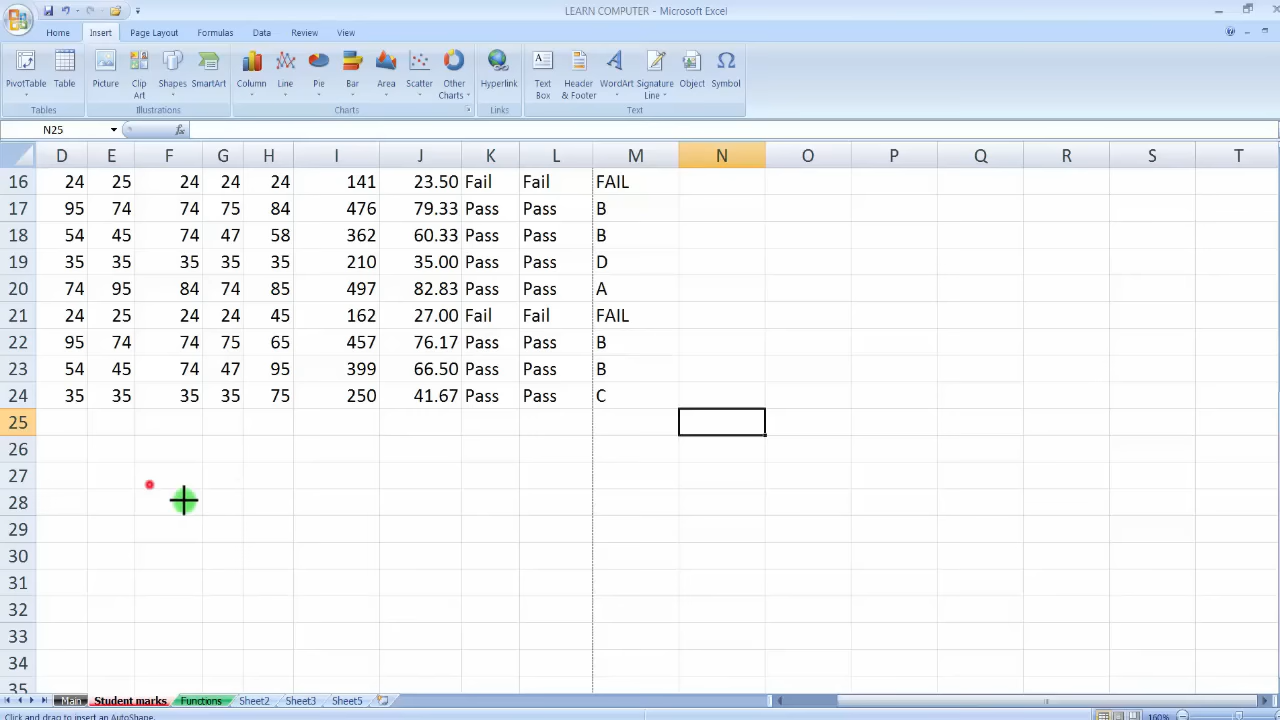 LEARN COMPUTER - Microsoft Excel
Home Insert Page Layout Formulas Data Review View
PivotTable Table Picture Clip Art Shapes SmartArt Column Line Pie Bar Area Scatter Other Charts Hyperlink Text Box Header & Footer WordArt Signature Line Object Symbol
Tables Illustrations Charts Links Text
N25 fx
D E F G H I J K L M N O P Q R S T
16 24 25 24 24 24 141 23.50 Fail Fail FAIL
17 95 74 74 75 84 476 79.33 Pass Pass B
18 54 45 74 47 58 362 60.33 Pass Pass B
19 35 35 35 35 35 210 35.00 Pass Pass D
20 74 95 84 74 85 497 82.83 Pass Pass A
21 24 25 24 24 45 162 27.00 Fail Fail FAIL
22 95 74 74 75 65 457 76.17 Pass Pass B
23 54 45 74 47 95 399 66.50 Pass Pass B
24 35 35 35 35 75 250 41.67 Pass Pass C
25
26
27
28
29
30
31
32
33
34
35
Main Student marks Functions Sheet2 Sheet3 Sheet5
Click and drag to insert an AutoShape. 160%